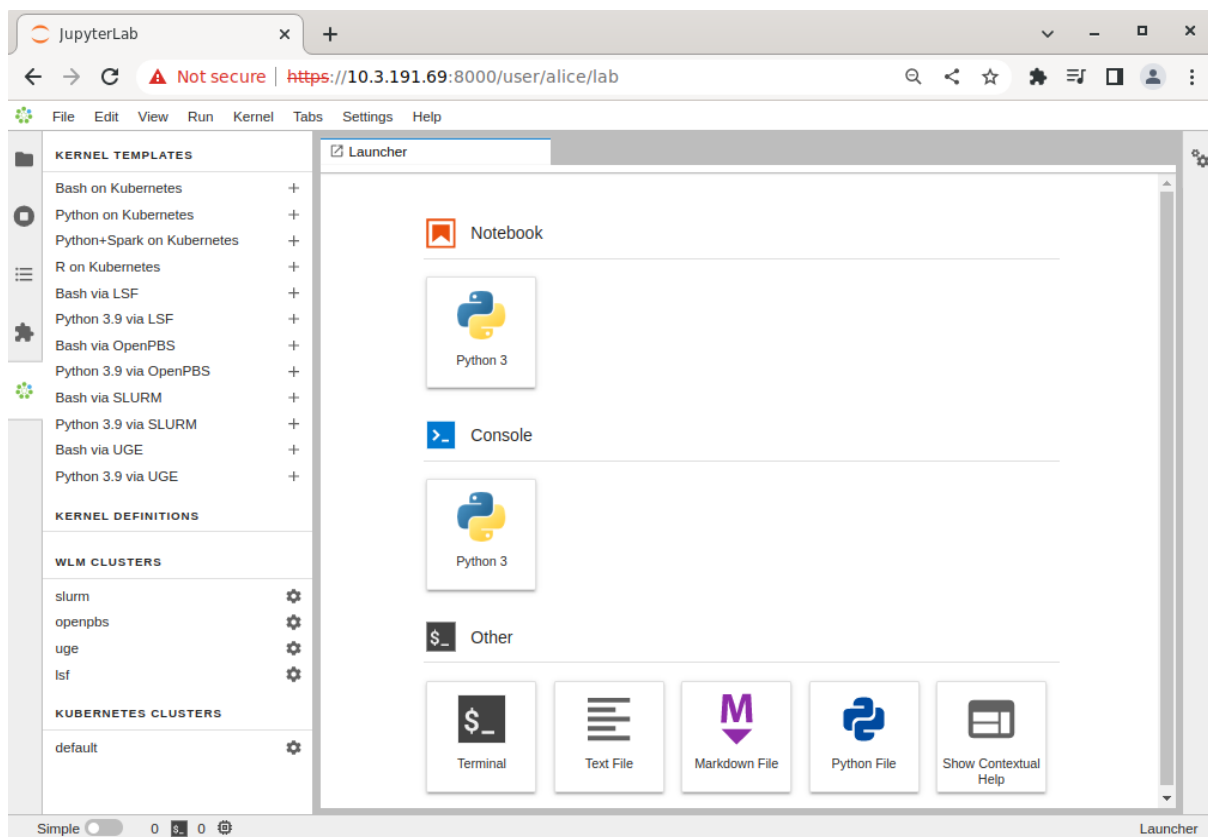 JupyterLab
Not secure | https://10.3.191.69:8000/user/alice/lab
File Edit View Run Kernel Tabs Settings Help
KERNEL TEMPLATES
Bash on Kubernetes
Python on Kubernetes
Python+Spark on Kubernetes
R on Kubernetes
Bash via LSF
Python 3.9 via LSF
Bash via OpenPBS
Python 3.9 via OpenPBS
Bash via SLURM
Python 3.9 via SLURM
Bash via UGE
Python 3.9 via UGE
KERNEL DEFINITIONS
WLM CLUSTERS
slurm
openpbs
uge
lsf
KUBERNETES CLUSTERS
default
Launcher
Notebook
Python 3
Console
Python 3
$_ Other
$_
Terminal
Text File
M
Markdown File
Python File
Show Contextual
Help
Simple 0 $_ 0
Launcher